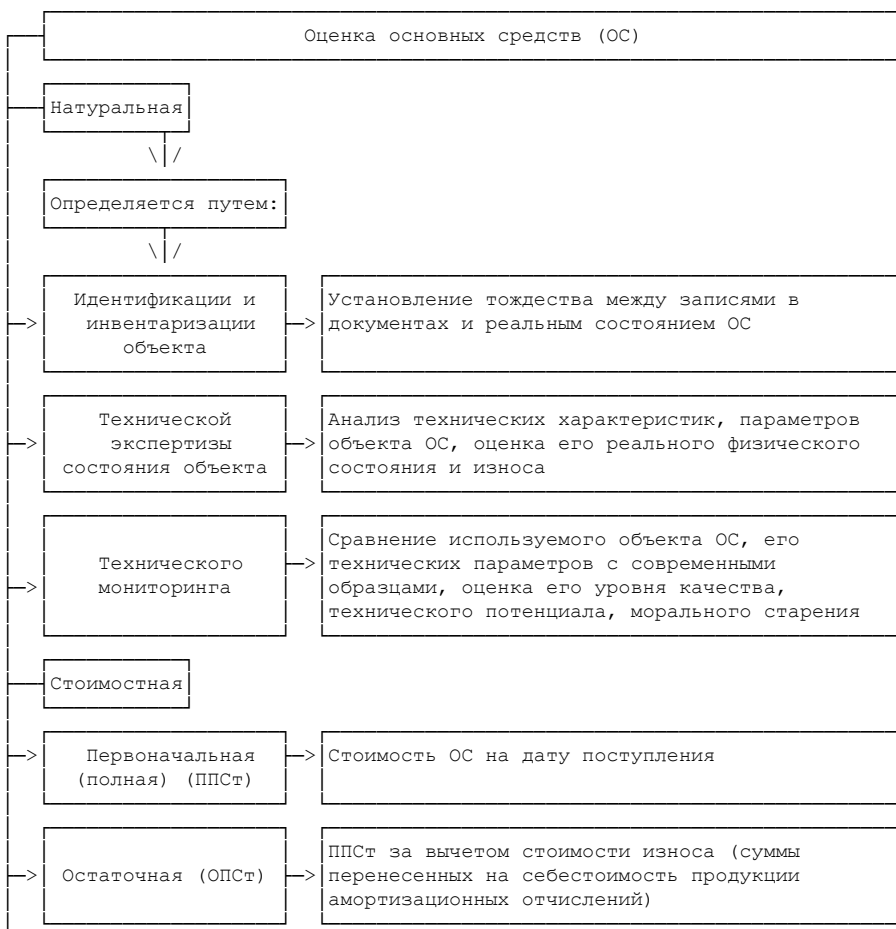 Оценка основных средств (ОС)
Натуральная
Определяется путем:
Идентификации и
инвентаризации
объекта
Установление тождества между записями в
документах и реальным состоянием ОС
Технической
экспертизы
состояния объекта
Анализ технических характеристик, параметров
объекта ОС, оценка его реального физического
состояния и износа
Технического
мониторинга
Сравнение используемого объекта ОС, его
технических параметров с современными
образцами, оценка его уровня качества,
технического потенциала, морального старения
Стоимостная
Первоначальная
(полная) (ППСт)
Стоимость ОС на дату поступления
Остаточная (ОПСт)
ППСт за вычетом стоимости износа (суммы
перенесенных на себестоимость продукции
амортизационных отчислений)